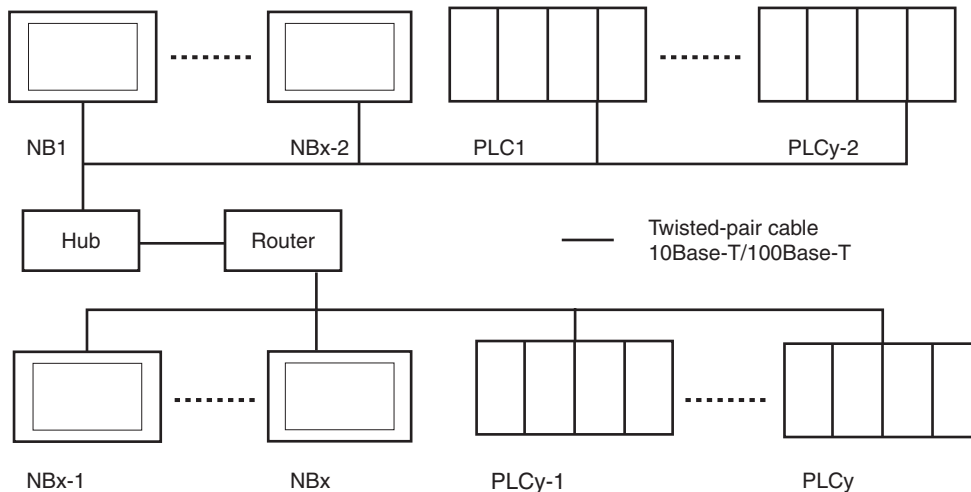 NB1
NBx-2
PLC1
PLCy-2
Hub
Router
Twisted-pair cable
10Base-T/100Base-T
NBx-1
NBx
PLCy-1
PLCy